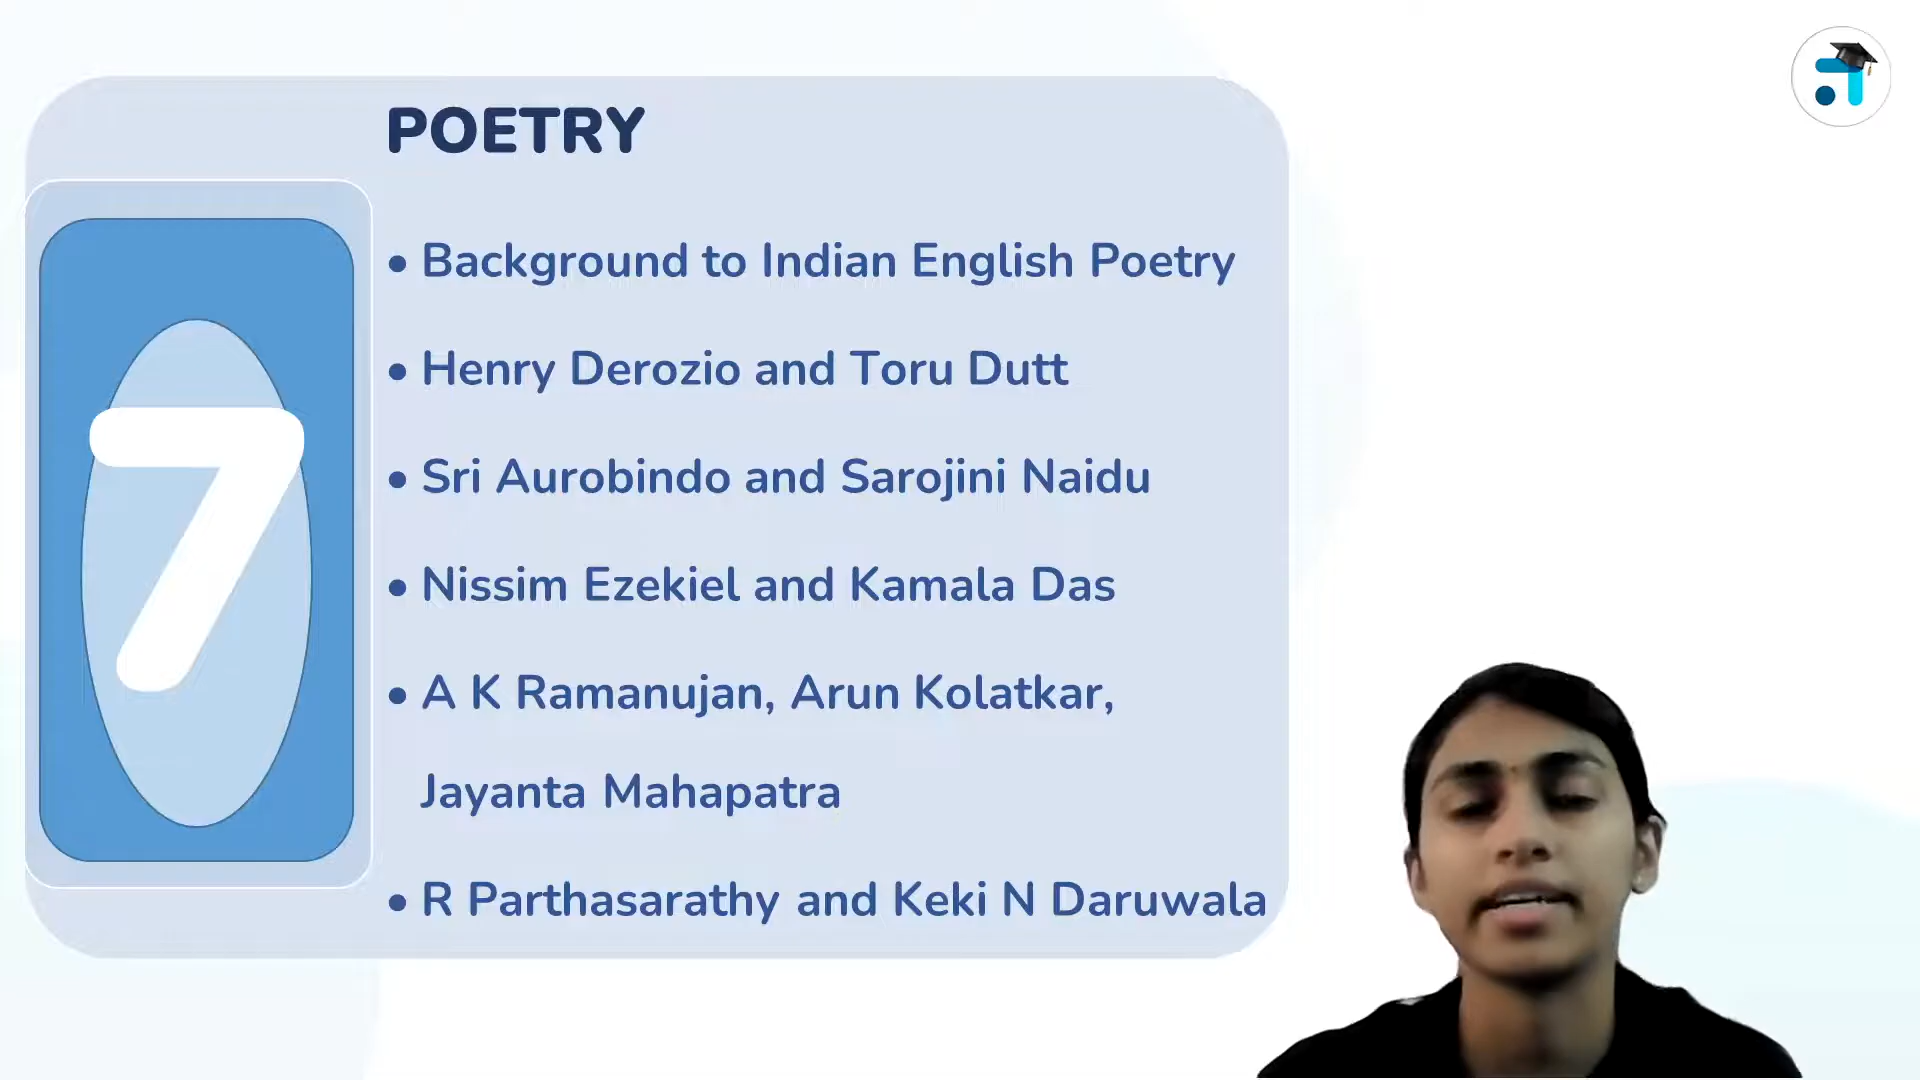 POETRY
7
• Background to Indian English Poetry
• Henry Derozio and Toru Dutt
• Sri Aurobindo and Sarojini Naidu
• Nissim Ezekiel and Kamala Das
• A K Ramanujan, Arun Kolatkar,
Jayanta Mahapatra
• R Parthasarathy and Keki N Daruwala